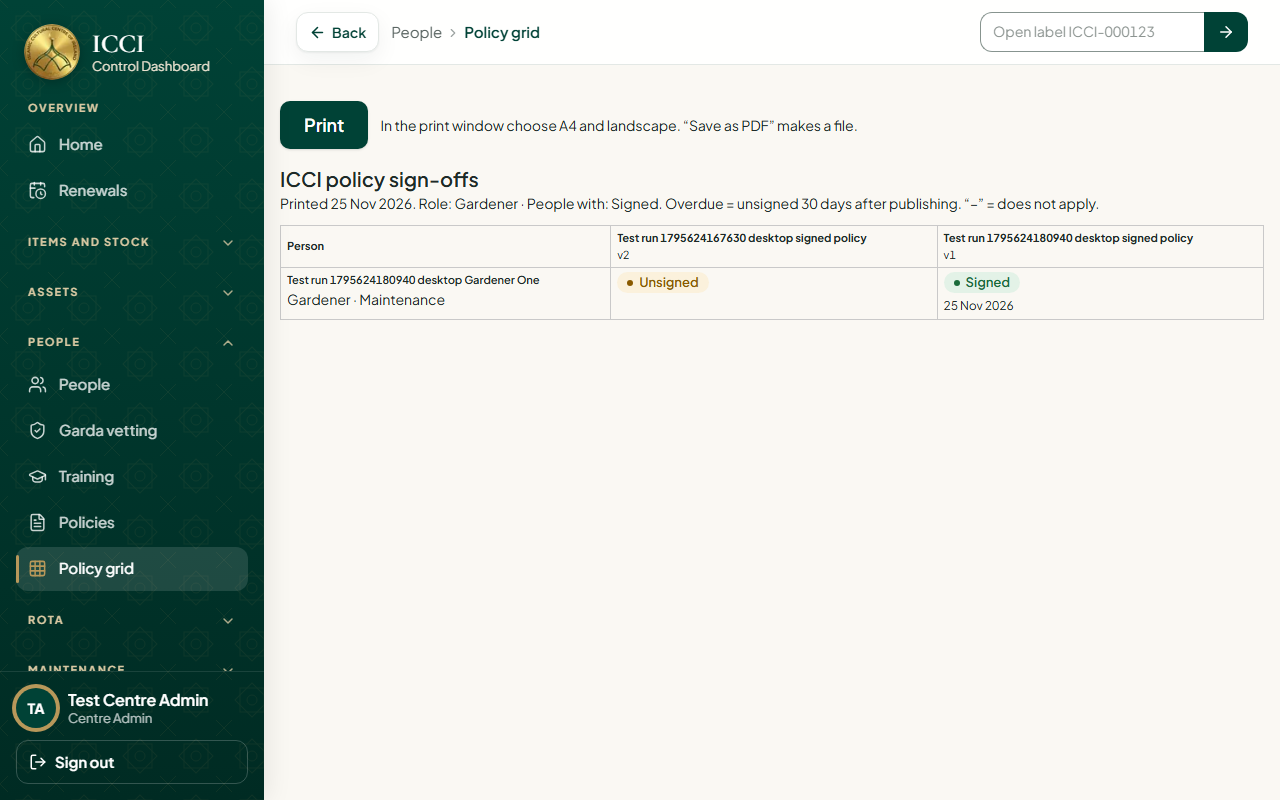 ICCI
Control Dashboard
OVERVIEW
Home
Renewals
ITEMS AND STOCK
ASSETS
PEOPLE
People
Garda vetting
Training
Policies
Policy grid
ROTA
MAINTENANCE
TA
Test Centre Admin
Centre Admin
Sign out
Back
People > Policy grid
Open label ICCI-000123
Print
In the print window choose A4 and landscape. “Save as PDF” makes a file.
ICCI policy sign-offs
Printed 25 Nov 2026. Role: Gardener · People with: Signed. Overdue = unsigned 30 days after publishing. “–” = does not apply.
Person
Test run 1795624167630 desktop signed policy
v2
Test run 1795624180940 desktop signed policy
v1
Test run 1795624180940 desktop Gardener One
Gardener · Maintenance
Unsigned
Signed
25 Nov 2026